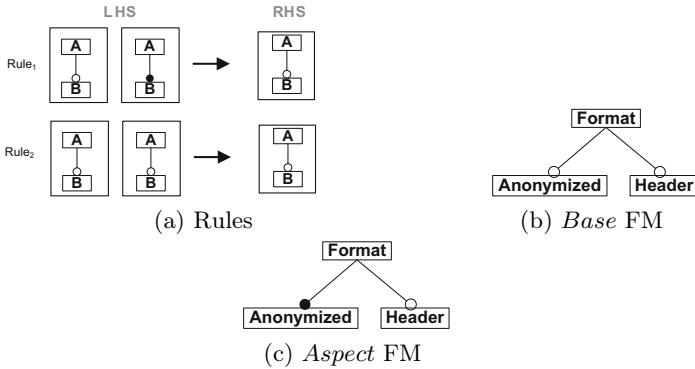 LHS RHS
A A A
Rule1
B B B
A A A
Rule2
B B B
(a) Rules
Format
Anonymized Header
(b) Base FM
Format
Anonymized Header
(c) Aspect FM